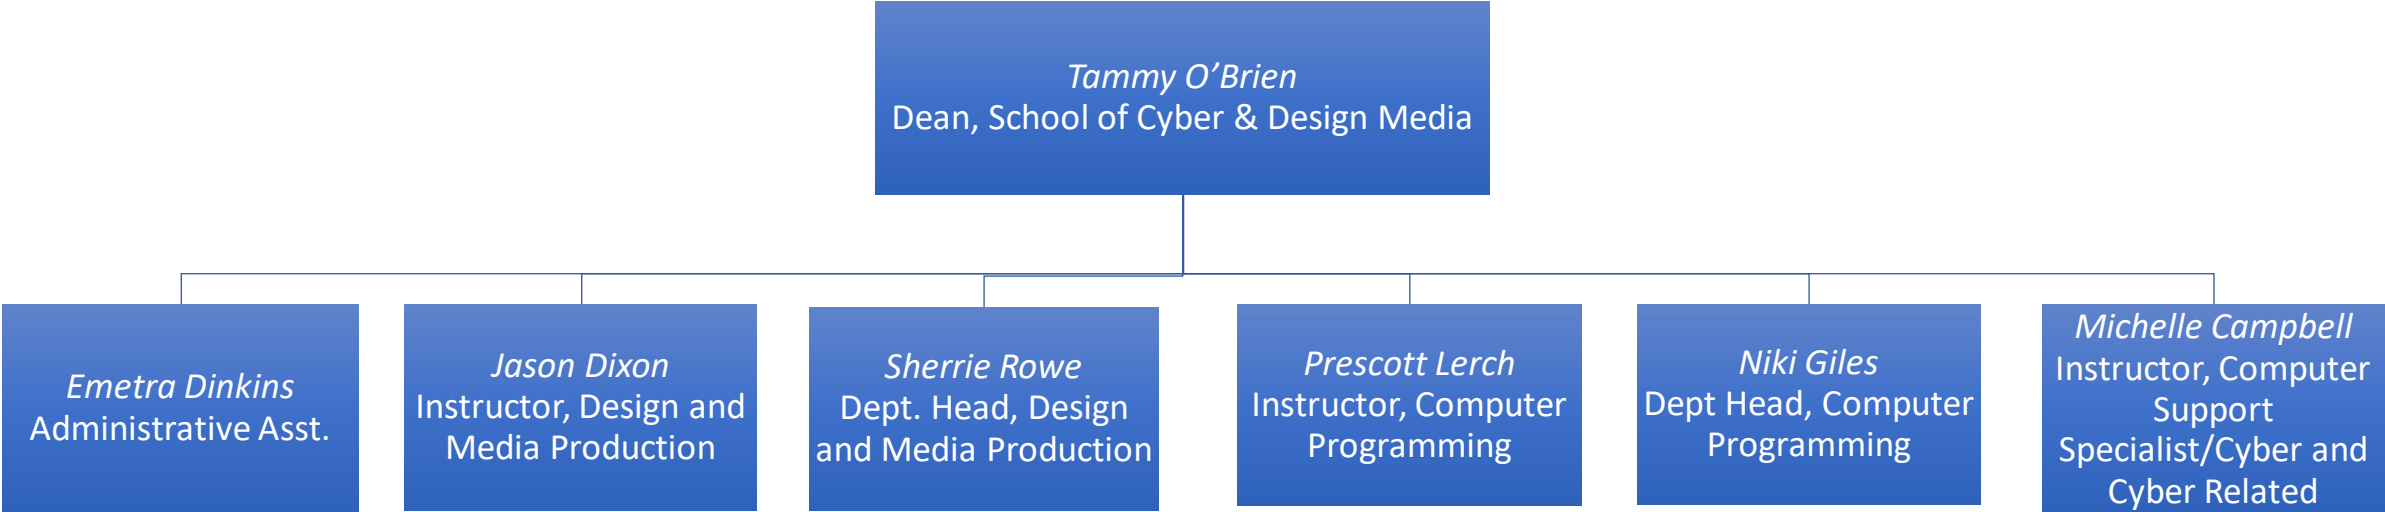 Tammy O’Brien
Dean, School of Cyber & Design Media
Emetra Dinkins
Administrative Asst.
Jason Dixon
Instructor, Design and
Media Production
Sherrie Rowe
Dept. Head, Design
and Media Production
Prescott Lerch
Instructor, Computer
Programming
Niki Giles
Dept Head, Computer
Programming
Michelle Campbell
Instructor, Computer
Support
Specialist/Cyber and
Cyber Related